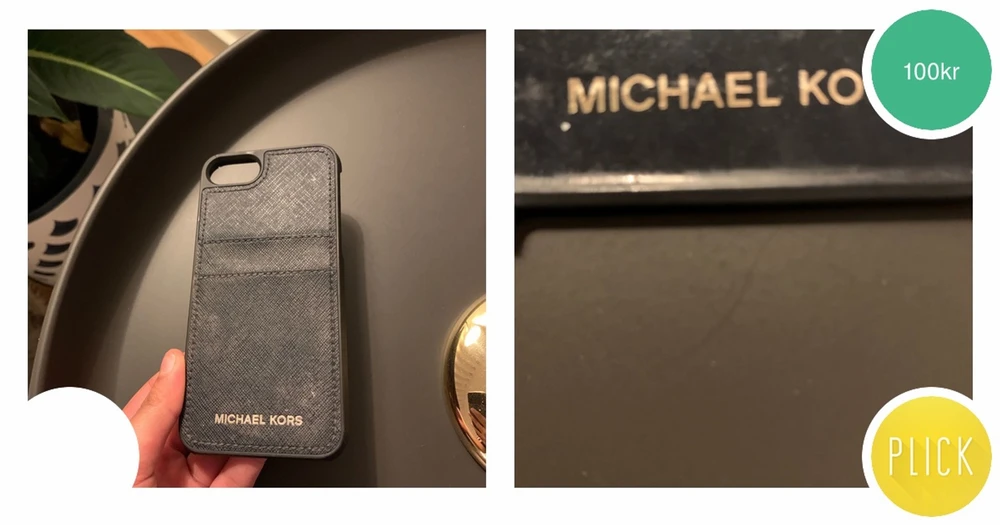 MICHAEL KORS
MICHAEL KO
100kr
PLICK